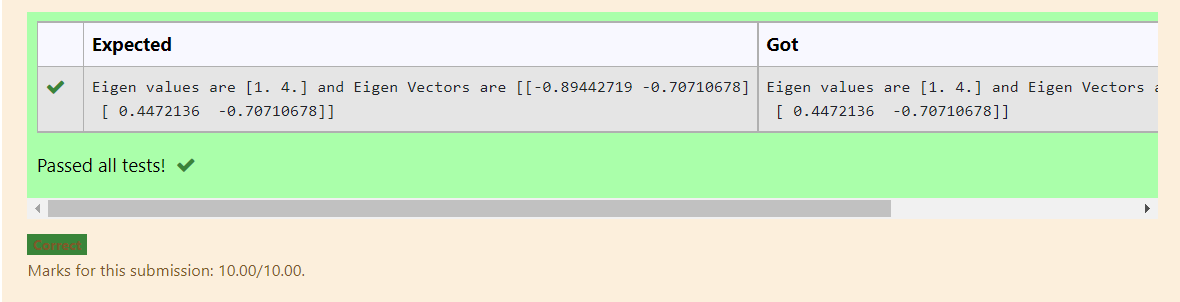 Expected Got
Eigen values are [1. 4.] and Eigen Vectors are [[-0.89442719 -0.70710678] Eigen values are [1. 4.] and Eigen Vectors a
[ 0.4472136  -0.70710678]] [ 0.4472136  -0.70710678]]
Passed all tests!
Correct
Marks for this submission: 10.00/10.00.